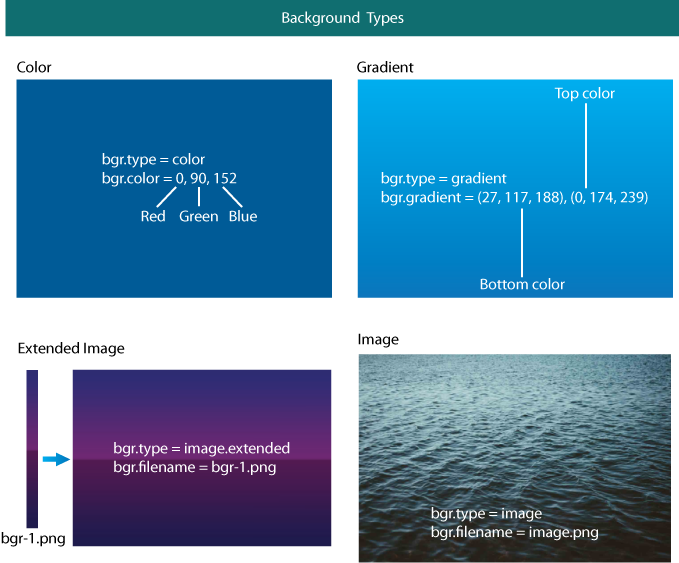 Background Types
Color
bgr.type = color
bgr.color = 0, 90, 152
Red Green Blue
Gradient
Top color
bgr.type = gradient
bgr.gradient = (27, 117, 188), (0, 174, 239)
Bottom color
Extended Image
bgr.type = image.extended
bgr.filename = bgr-1.png
bgr-1.png
Image
bgr.type = image
bgr.filename = image.png